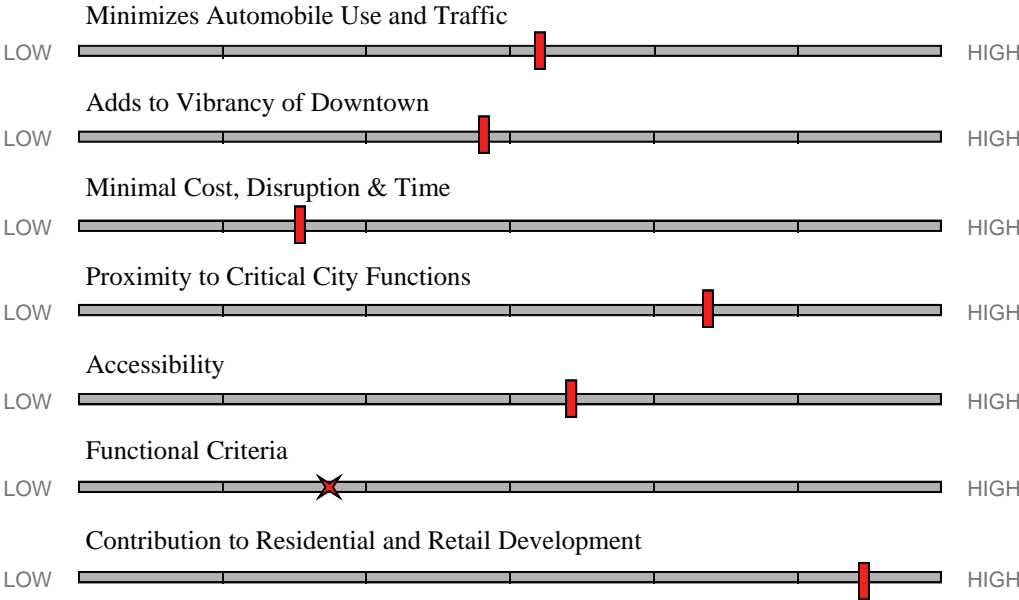 Minimizes Automobile Use and Traffic
LOW HIGH
Adds to Vibrancy of Downtown
LOW HIGH
Minimal Cost, Disruption & Time
LOW HIGH
Proximity to Critical City Functions
LOW HIGH
Accessibility
LOW HIGH
Functional Criteria
LOW HIGH
Contribution to Residential and Retail Development
LOW HIGH